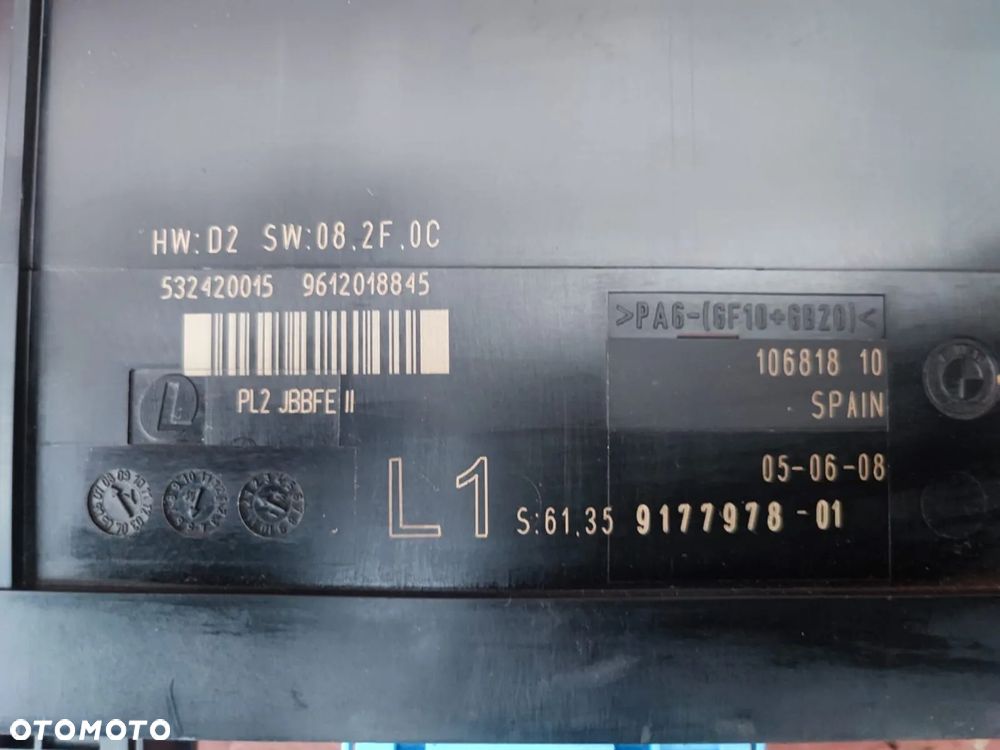 HW:D2 SW:08.2F.0C
532420015 9612018845
>PA6-(GF10+GB20)<
106818 10
SPAIN
L
PL2 JBBFE II
05-06-08
L1 S:61.35 9177978-01
OTOMOTO